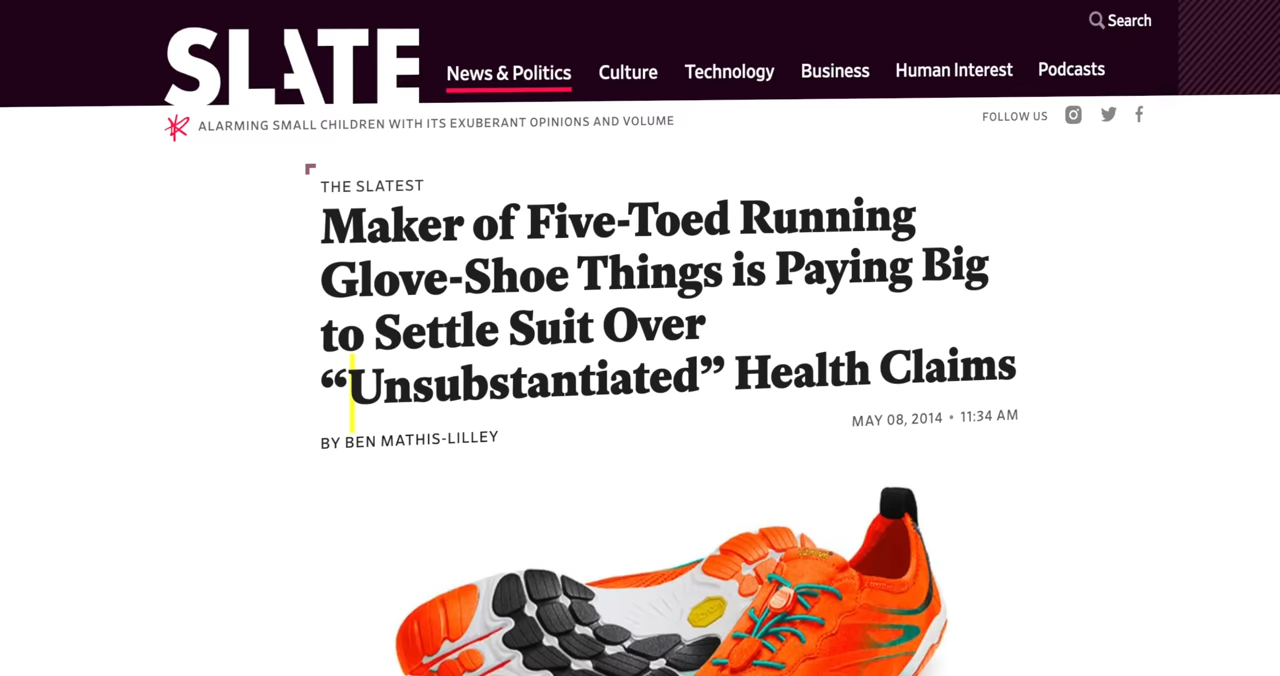 Search
SLATE
News & Politics Culture Technology Business Human Interest Podcasts
ALARMING SMALL CHILDREN WITH ITS EXUBERANT OPINIONS AND VOLUME
FOLLOW US
THE SLATEST
Maker of Five-Toed Running
Glove-Shoe Things is Paying Big
to Settle Suit Over
“Unsubstantiated” Health Claims
BY BEN MATHIS-LILLEY
MAY 08, 2014 • 11:34 AM